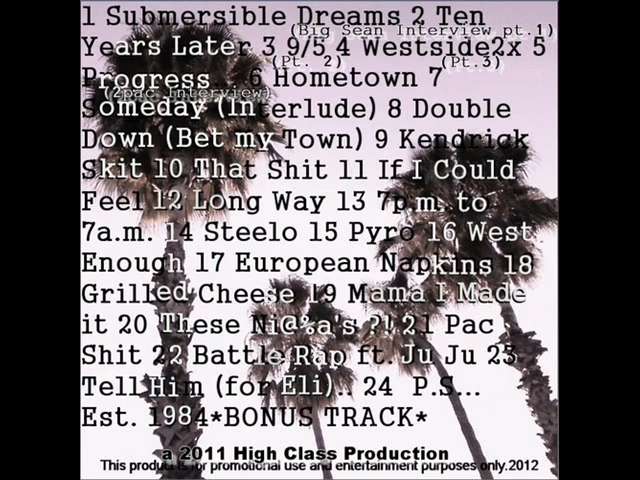 1 Submersible Dreams 2 Ten
(Big Sean Interview pt.1)
Years Later 3 9/5 4 Westside2x 5
(Pt. 2) (Pt.3)
Progress... 6 Hometown 7
(2pac Interview)
Someday (Interlude) 8 Double
Down (Bet my Town) 9 Kendrick
Skit 10 That Shit 11 If I Could
Feel 12 Long Way 13 7p.m. to
7a.m. 14 Steelo 15 Pyro 16 West
Enough 17 European Napkins 18
Grilled Cheese 19 Mama I Made
it 20 These Ni@%a's ?! 21 Pac
Shit 22 Battle Rap ft. Ju Ju 23
Tell Him (for Eli).. 24 P.S...
Est. 1984*BONUS TRACK*
a 2011 High Class Production
This product is for promotional use and entertainment purposes only.2012